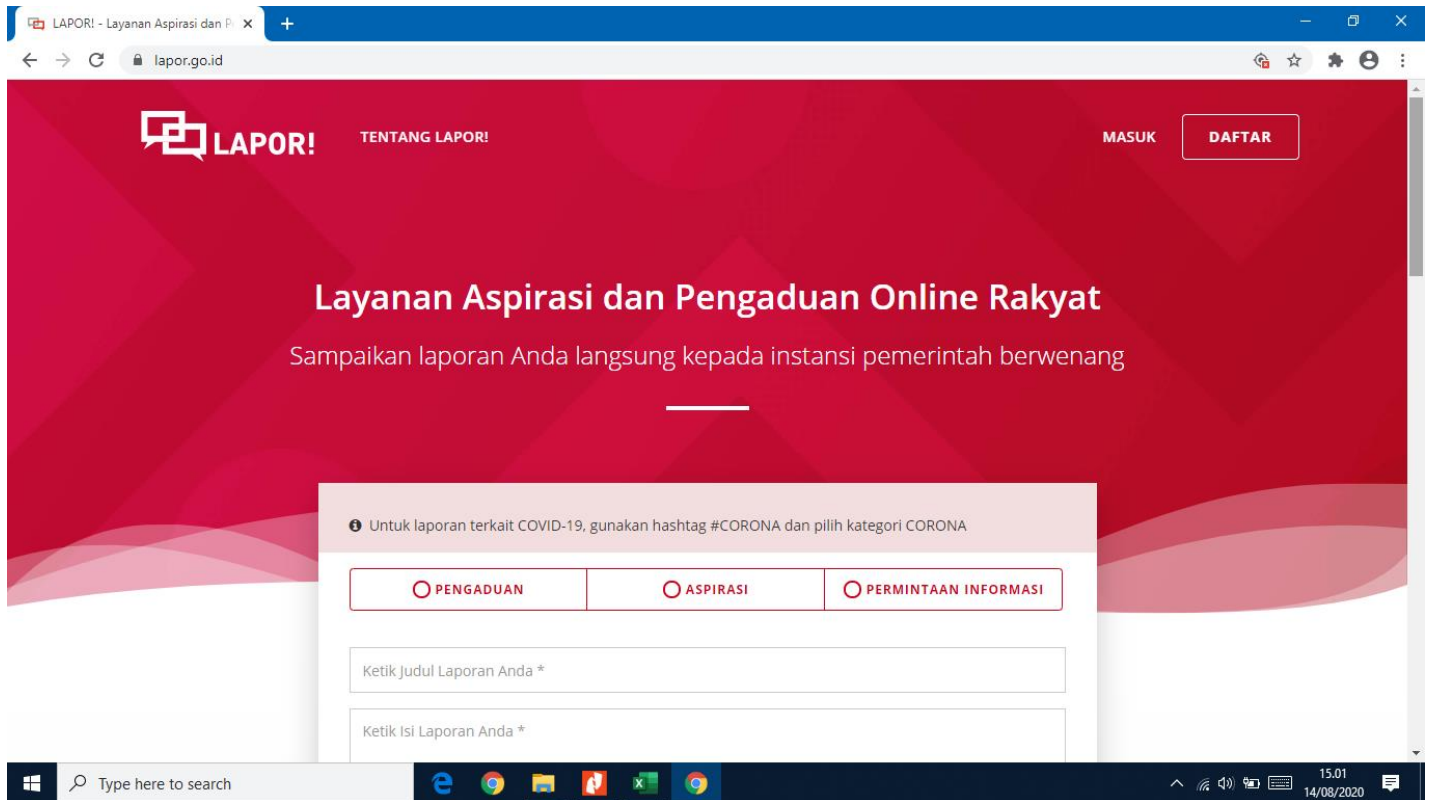 LAPOR! - Layanan Aspirasi dan P
lapor.go.id
LAPOR!
TENTANG LAPOR!
MASUK
DAFTAR
Layanan Aspirasi dan Pengaduan Online Rakyat
Sampaikan laporan Anda langsung kepada instansi pemerintah berwenang
Untuk laporan terkait COVID-19, gunakan hashtag #CORONA dan pilih kategori CORONA
PENGADUAN
ASPIRASI
PERMINTAAN INFORMASI
Ketik Judul Laporan Anda *
Ketik Isi Laporan Anda *
Type here to search
15.01
14/08/2020